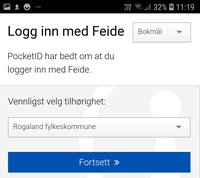 32% 11:19
Logg inn med Feide
Bokmål
PocketID har bedt om at du
logger inn med Feide.
Vennligst velg tilhørighet:
Rogaland fylkeskommune
Fortsett »